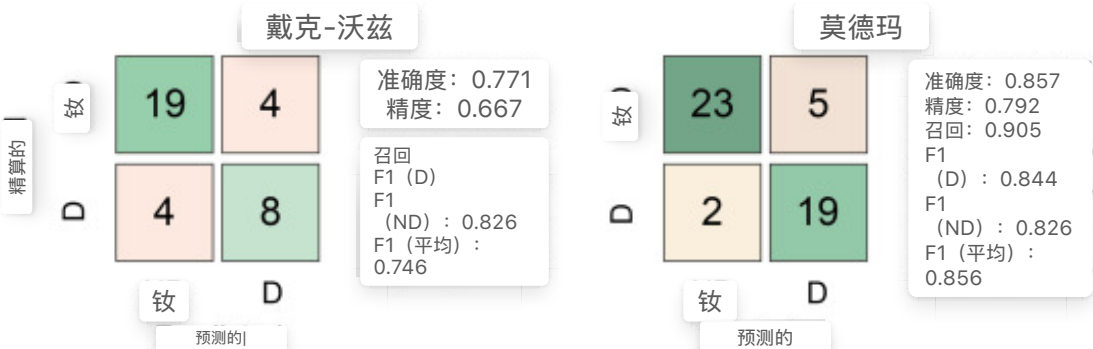 戴克-沃兹
莫德玛
钕
19
4
准确度：0.771
精度：0.667
精算的
D
4
8
召回
F1（D)
F1
（ND）：0.826
F1（平均）：
0.746
钕
D
预测的|
钕
23
5
准确度：0.857
精度：0.792
召回：0.905
F1
（D）：0.844
F1
（ND）：0.826
F1（平均）：
0.856
D
2
19
钕
D
预测的